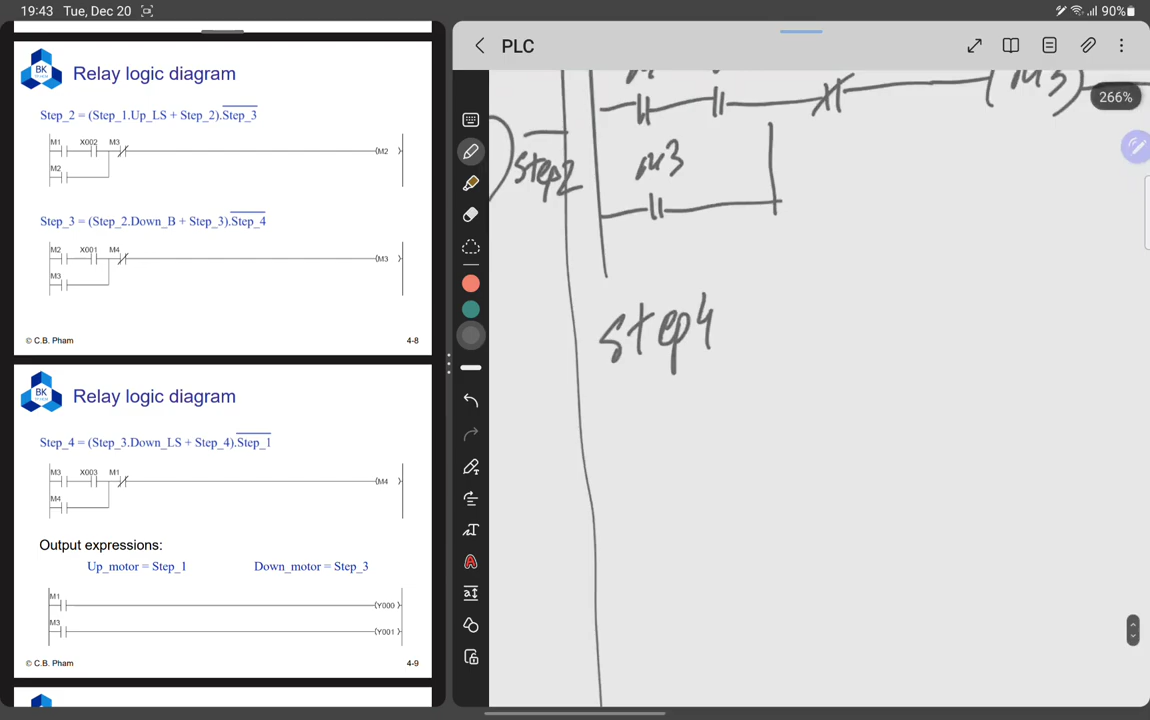 19:43 Tue, Dec 20
90%
BK
Relay logic diagram
Step_2 = (Step_1.Up_LS + Step_2).Step_3
M1 X002 M3
(M2
M2
Step_3 = (Step_2.Down_B + Step_3).Step_4
M2 X001 M4
(M3
M3
© C.B. Pham 4-8
BK
Relay logic diagram
Step_4 = (Step_3.Down_LS + Step_4).Step_1
M3 X003 M1
(M4
M4
Output expressions:
Up_motor = Step_1 Down_motor = Step_3
M1
(Y000)
M3
(Y001)
© C.B. Pham 4-9
PLC
266%
(M3)
Step2
M3
Step4